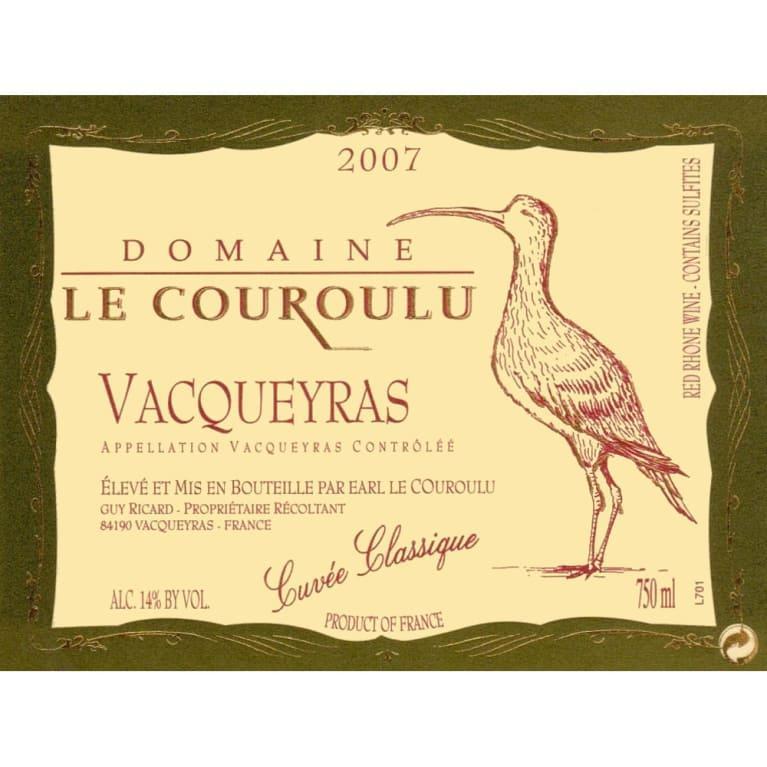 2007
DOMAINE
LE COUROULU
VACQUEYRAS
APPELLATION VACQUEYRAS CONTRÔLÉÉ
ÉLEVÉ ET MIS EN BOUTEILLE PAR EARL LE COUROULU
GUY RICARD - PROPRIÉTAIRE RÉCOLTANT
84190 VACQUEYRAS - FRANCE
Cuvée Classique
ALC. 14% BY VOL.
PRODUCT OF FRANCE
750 ml
L701
RED RHONE WINE - CONTAINS SULFITES